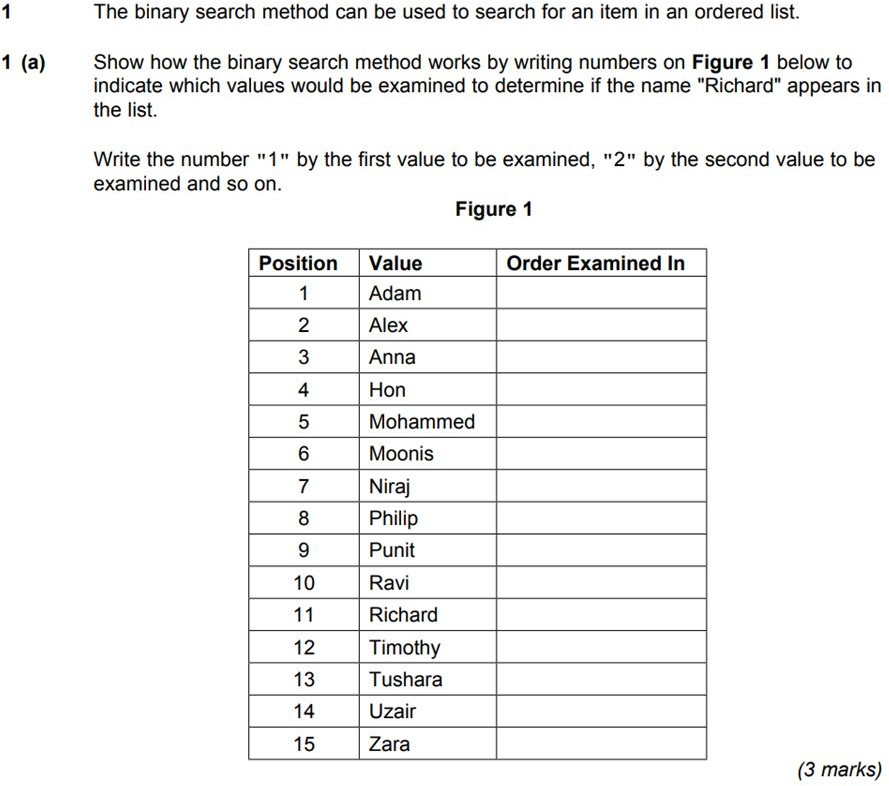 1 The binary search method can be used to search for an item in an ordered list.
1 (a) Show how the binary search method works by writing numbers on Figure 1 below to
indicate which values would be examined to determine if the name "Richard" appears in
the list.
Write the number "1" by the first value to be examined, "2" by the second value to be
examined and so on.
Figure 1
Position Value Order Examined In
1 Adam
2 Alex
3 Anna
4 Hon
5 Mohammed
6 Moonis
7 Niraj
8 Philip
9 Punit
10 Ravi
11 Richard
12 Timothy
13 Tushara
14 Uzair
15 Zara
(3 marks)